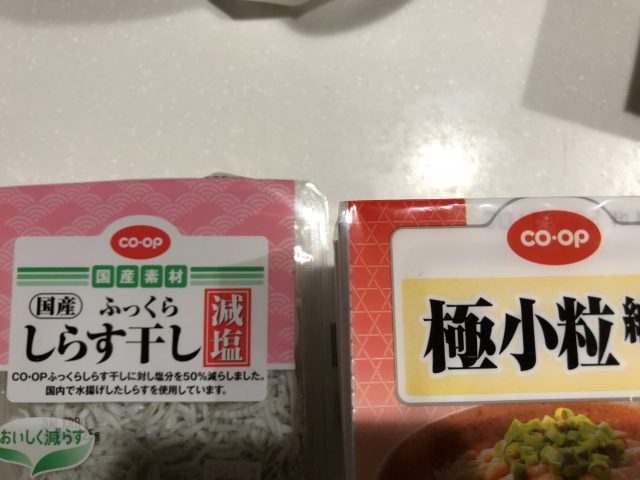 CO-OP
国産素材
国産
ふっくら
しらす干し
減塩
CO-OPふっくらしらす干しに対し塩分を50%減らしました。
国内で水揚げしたしらすを使用しています。
おいしく減らす
CO-OP
極小粒